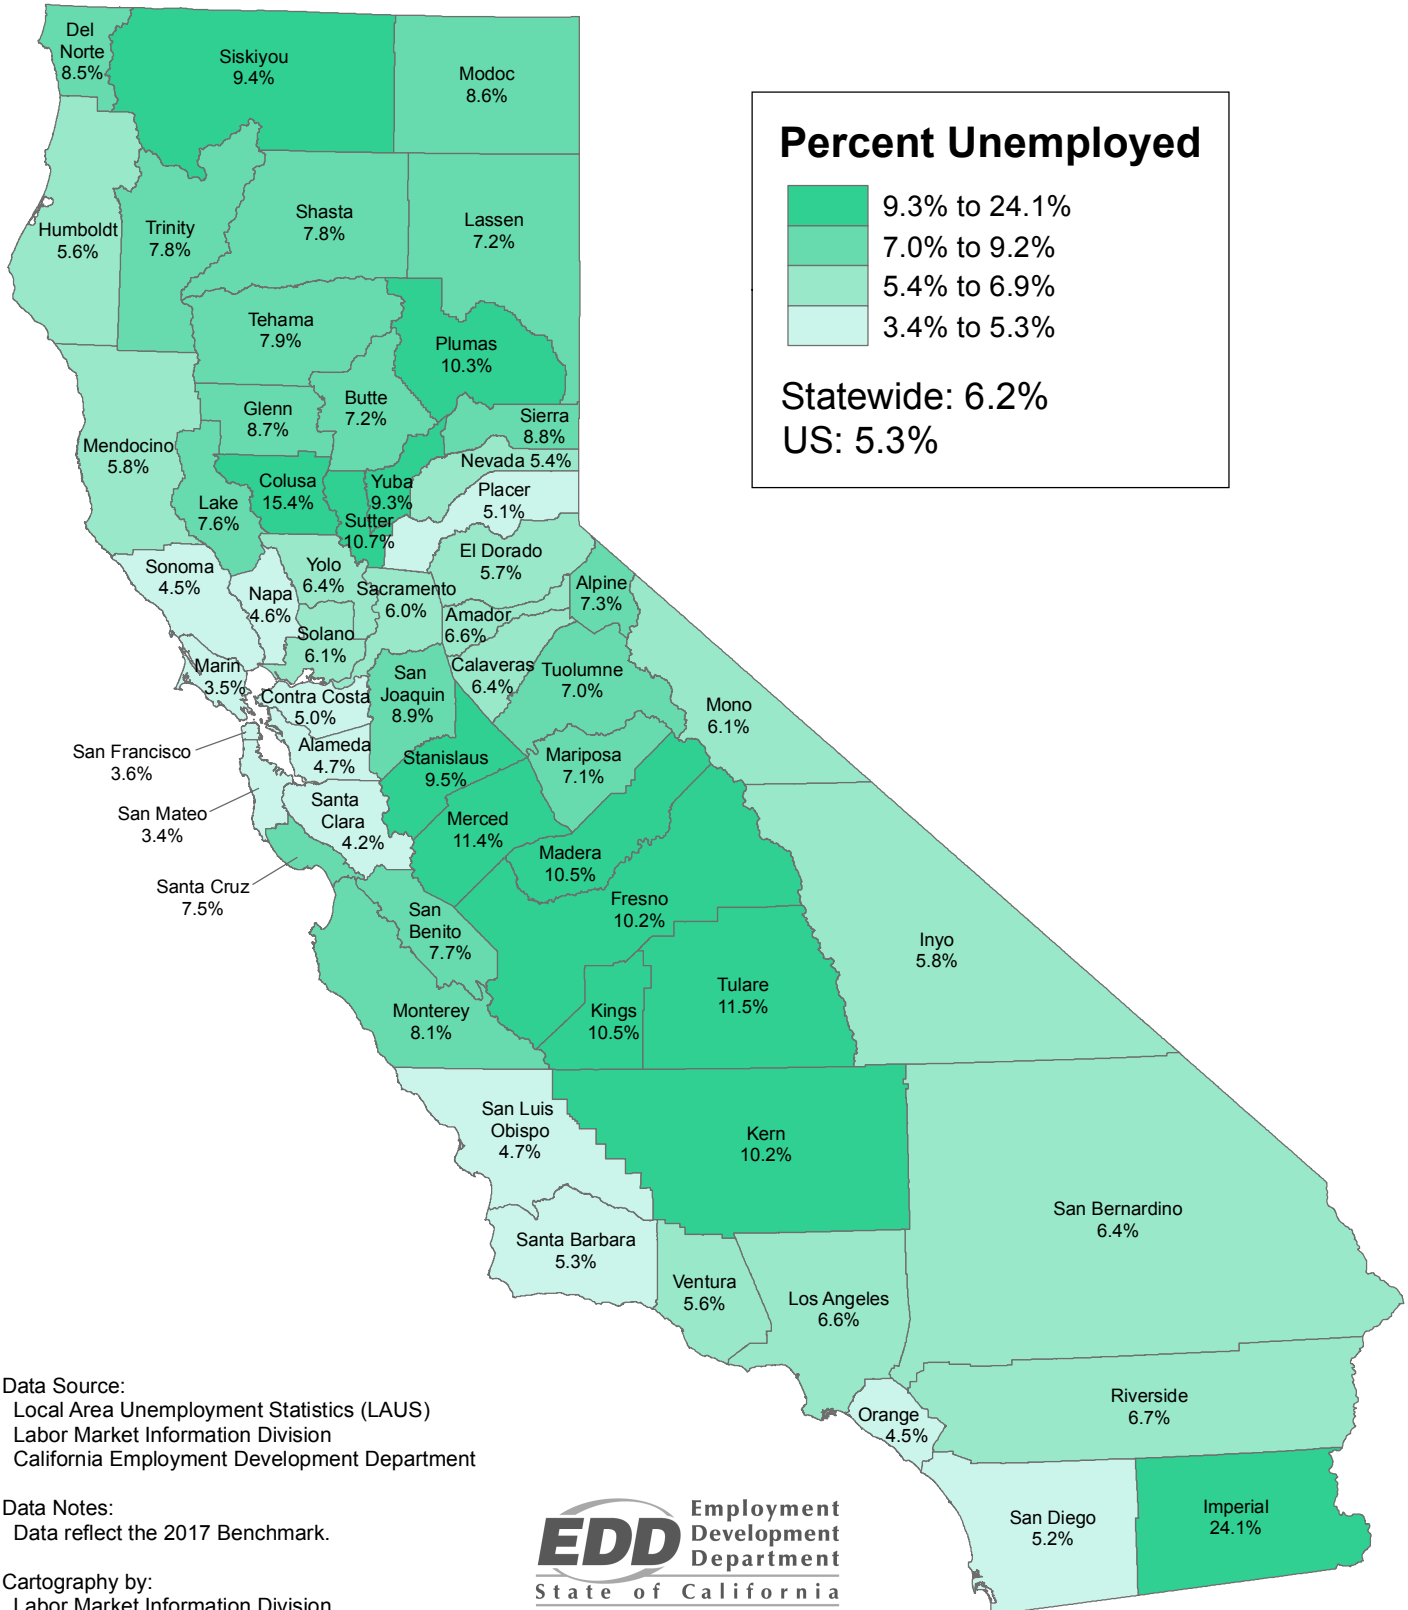 Del
Norte
8.5%
Siskiyou
9.4%
Modoc
8.6%
Percent Unemployed
9.3% to 24.1%
7.0% to 9.2%
5.4% to 6.9%
3.4% to 5.3%
Statewide: 6.2%
US: 5.3%
Humboldt
5.6%
Trinity
7.8%
Shasta
7.8%
Lassen
7.2%
Tehama
7.9%
Plumas
10.3%
Glenn
8.7%
Butte
7.2%
Sierra
8.8%
Mendocino
5.8%
Nevada 5.4%
Lake
7.6%
Colusa
15.4%
Yuba
9.3%
Sutter
10.7%
Placer
5.1%
Sonoma
4.5%
Napa
4.6%
Yolo
6.4%
El Dorado
5.7%
Sacramento
6.0%
Alpine
7.3%
Amador
6.6%
Solano
6.1%
Marin
3.5%
Contra Costa
5.0%
San
Joaquin
8.9%
Calaveras
6.4%
Tuolumne
7.0%
Mono
6.1%
San Francisco
3.6%
Alameda
4.7%
Stanislaus
9.5%
Mariposa
7.1%
San Mateo
3.4%
Santa
Clara
4.2%
Merced
11.4%
Madera
10.5%
Santa Cruz
7.5%
San
Benito
7.7%
Fresno
10.2%
Inyo
5.8%
Monterey
8.1%
Kings
10.5%
Tulare
11.5%
San Luis
Obispo
4.7%
Kern
10.2%
San Bernardino
6.4%
Santa Barbara
5.3%
Ventura
5.6%
Los Angeles
6.6%
Orange
4.5%
Riverside
6.7%
San Diego
5.2%
Imperial
24.1%
Data Source:
Local Area Unemployment Statistics (LAUS)
Labor Market Information Division
California Employment Development Department
Data Notes:
Data reflect the 2017 Benchmark.
Cartography by:
Labor Market Information Division
EDD
Employment
Development
Department
State of California